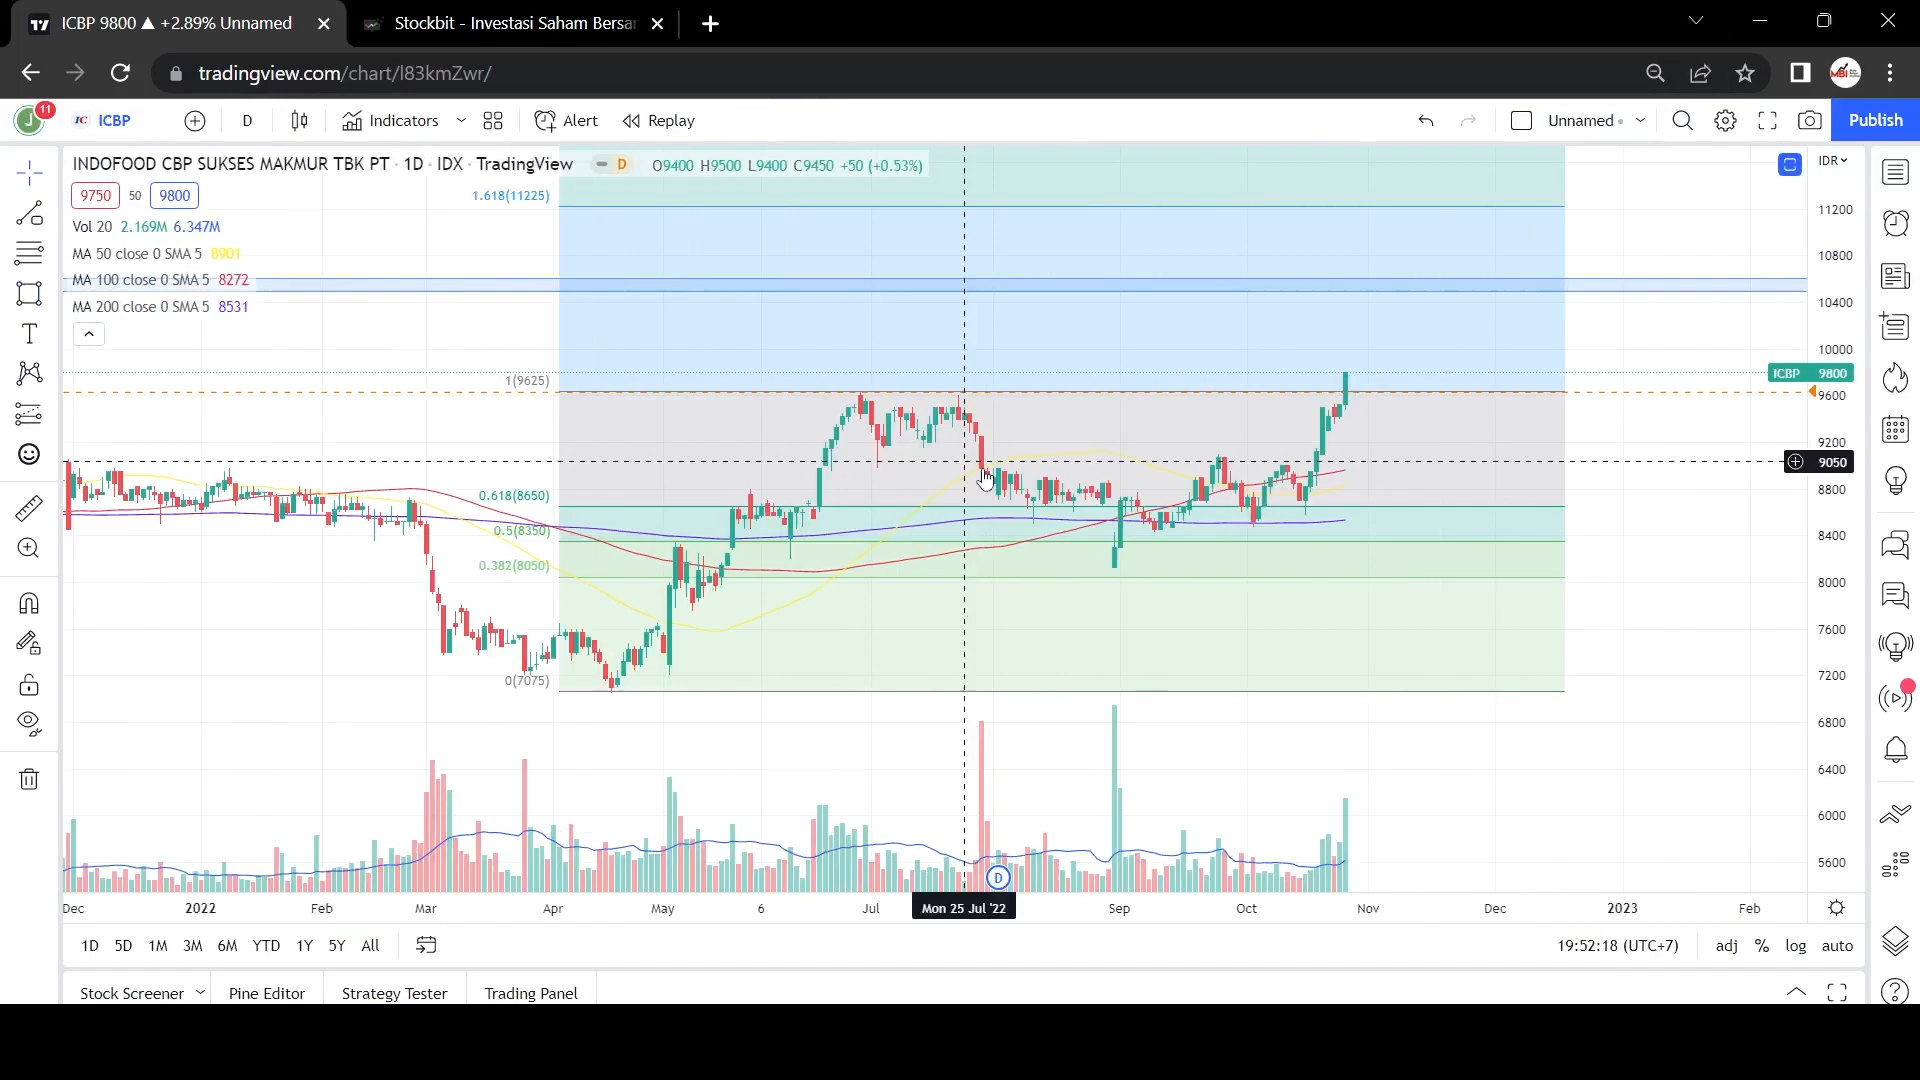 ICBP 9800 ▲ +2.89% Unnamed
Stockbit - Investasi Saham Bersar
tradingview.com/chart/l83kmZwr/
MBI
J 11 IC ICBP D Indicators Alert Replay Unnamed Publish
INDOFOOD CBP SUKSES MAKMUR TBK PT · 1D · IDX · TradingView D O9400 H9500 L9400 C9450 +50 (+0.53%)
IDR
9750 50 9800
1.618(11225)
Vol 20 2.169M 6.347M
MA 50 close 0 SMA 5 8901
MA 100 close 0 SMA 5 8272
MA 200 close 0 SMA 5 8531
11200
10800
10400
10000
ICBP 9800
1(9625)
9600
9200
9050
8800
0.618(8650)
0.5(8350)
8400
0.382(8050)
8000
7600
0(7075)
7200
6800
6400
6000
5600
D
Dec 2022 Feb Mar Apr May 6 Jul Mon 25 Jul '22 Sep Oct Nov Dec 2023 Feb
1D 5D 1M 3M 6M YTD 1Y 5Y All
19:52:18 (UTC+7) adj % log auto
Stock Screener Pine Editor Strategy Tester Trading Panel